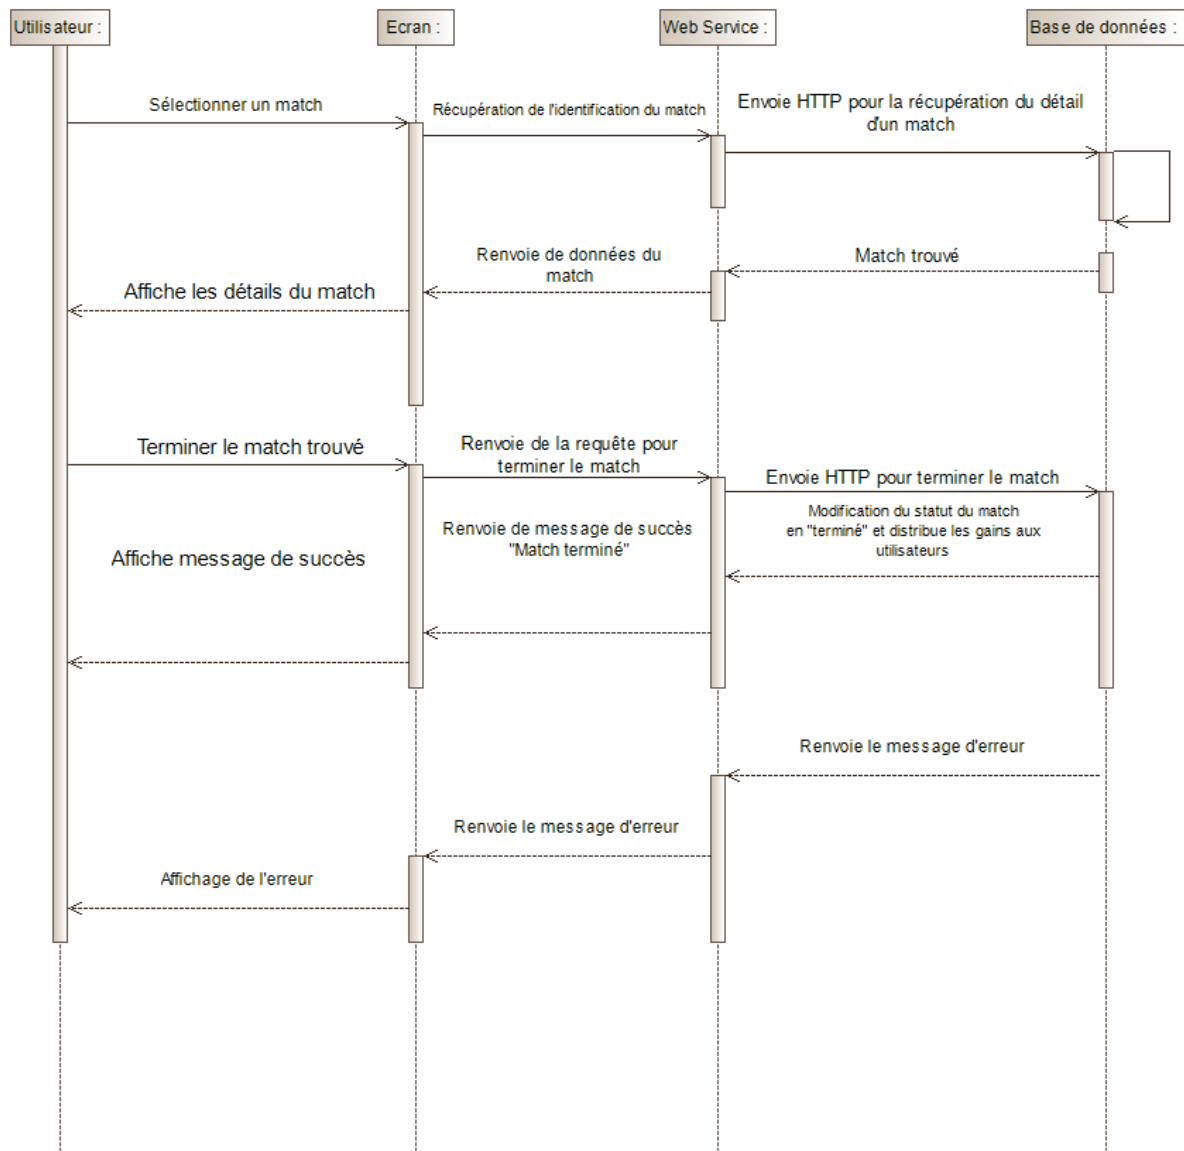 Utilisateur :
Ecran :
Web Service :
Base de données :
Sélectionner un match
Récupération de l'identification du match
Envoie HTTP pour la récupération du détail
d'un match
Renvoie de données du
match
Match trouvé
Affiche les détails du match
Terminer le match trouvé
Renvoie de la requête pour
terminer le match
Envoie HTTP pour terminer le match
Modification du statut du match
en "terminé" et distribue les gains aux
utilisateurs
Renvoie de message de succès
"Match terminé"
Affiche message de succès
Renvoie le message d'erreur
Renvoie le message d'erreur
Affichage de l'erreur